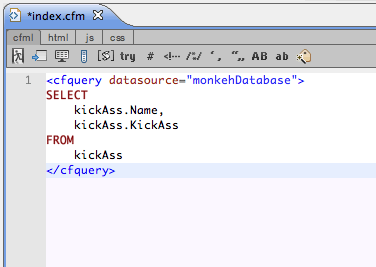 *index.cfm
cfml html js css
try # <!-- /*/ ‘, “,, AB ab
1 <cfquery datasource="monkehDatabase">
SELECT
kickAss.Name,
kickAss.KickAss
FROM
kickAss
</cfquery>